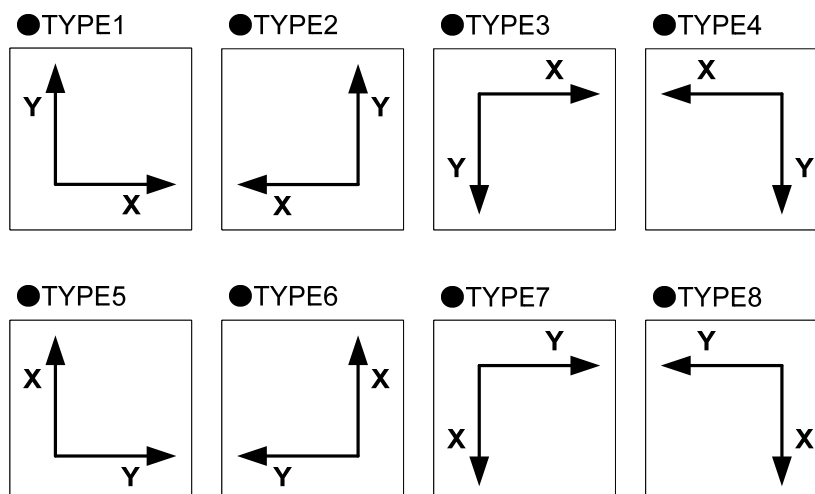 ●TYPE1 ●TYPE2 ●TYPE3 ●TYPE4
X X
Y Y
Y Y
X X
●TYPE5 ●TYPE6 ●TYPE7 ●TYPE8
Y Y
X X
X X
Y Y